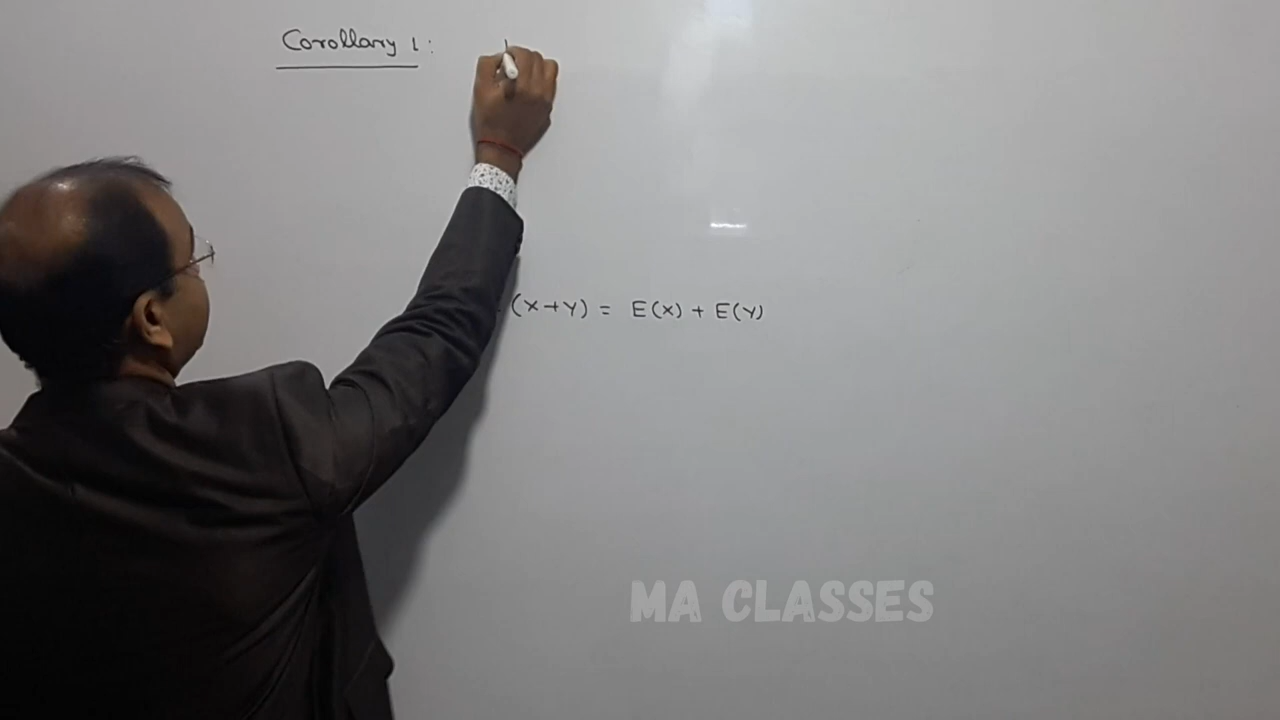 Corollary 1:
(X+Y) = E(X) + E(Y)
MA CLASSES